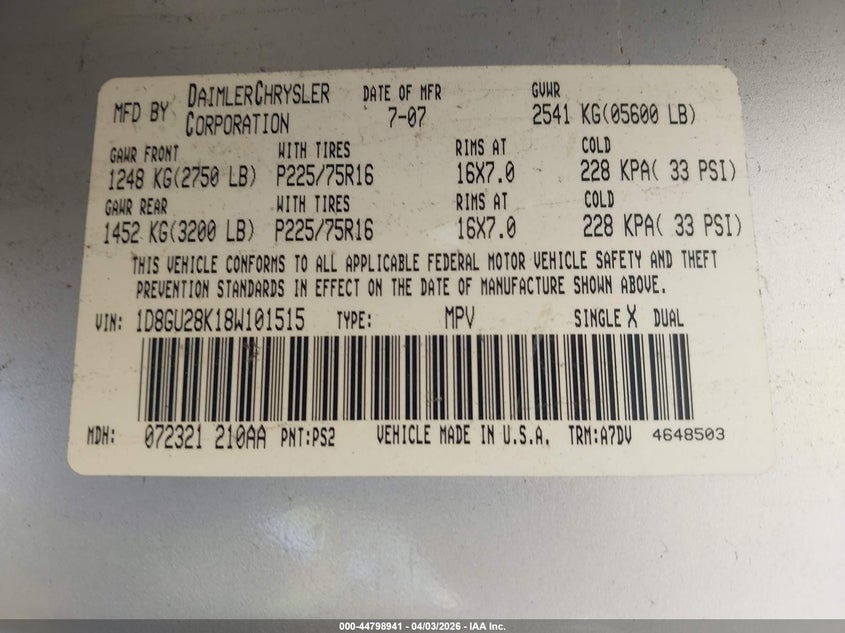 MFD BY DAIMLERCHRYSLER CORPORATION DATE OF MFR 7-07 GVWR 2541 KG(05600 LB)
GAWR FRONT WITH TIRES RIMS AT COLD
1248 KG(2750 LB) P225/75R16 16X7.0 228 KPA( 33 PSI)
GAWR REAR WITH TIRES RIMS AT COLD
1452 KG(3200 LB) P225/75R16 16X7.0 228 KPA( 33 PSI)
THIS VEHICLE CONFORMS TO ALL APPLICABLE FEDERAL MOTOR VEHICLE SAFETY AND THEFT
PREVENTION STANDARDS IN EFFECT ON THE DATE OF MANUFACTURE SHOWN ABOVE.
VIN: 1D8GU28K18W101515 TYPE: MPV SINGLE X DUAL
MDH: 072321 210AA PNT:PS2 VEHICLE MADE IN U.S.A. TRM:A7DV 4648503
000-44798941 | 04/03/2026 - IAA Inc.